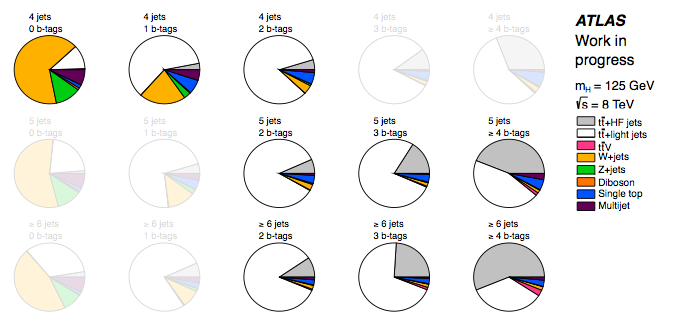 4 jets
0 b-tags
4 jets
1 b-tags
4 jets
2 b-tags
4 jets
3 b-tags
4 jets
≥ 4 b-tags
ATLAS
Work in
progress
m_H = 125 GeV
√s = 8 TeV
5 jets
0 b-tags
5 jets
1 b-tags
5 jets
2 b-tags
5 jets
3 b-tags
5 jets
≥ 4 b-tags
tt̄+HF jets
tt̄+light jets
tt̄V
W+jets
Z+jets
Diboson
Single top
Multijet
≥ 6 jets
0 b-tags
≥ 6 jets
1 b-tags
≥ 6 jets
2 b-tags
≥ 6 jets
3 b-tags
≥ 6 jets
≥ 4 b-tags